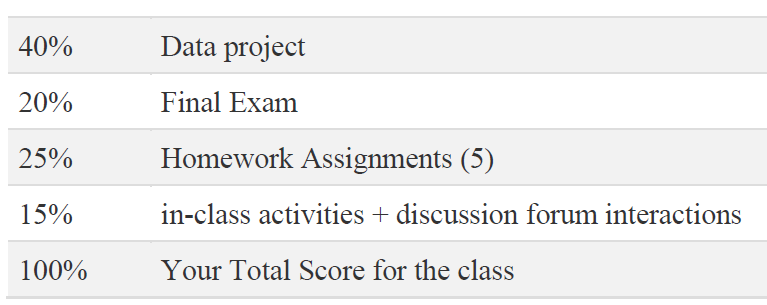 40% Data project
20% Final Exam
25% Homework Assignments (5)
15% in-class activities + discussion forum interactions
100% Your Total Score for the class